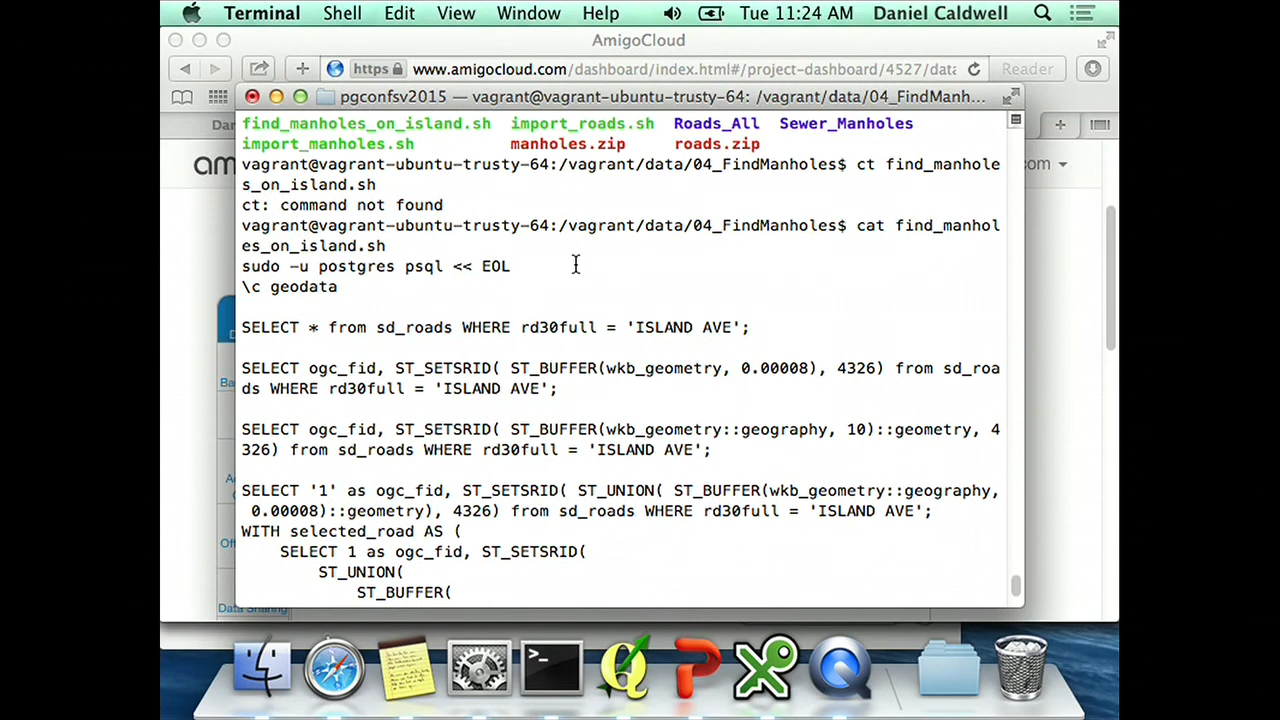 Terminal Shell Edit View Window Help Tue 11:24 AM Daniel Caldwell
AmigoCloud
https www.amigocloud.com/dashboard/index.html#/project-dashboard/4527/data Reader
pgconfsv2015 — vagrant@vagrant-ubuntu-trusty-64: /vagrant/data/04_FindManh...
Dar
am
com
find_manholes_on_island.sh import_roads.sh Roads_All Sewer_Manholes
import_manholes.sh manholes.zip roads.zip
vagrant@vagrant-ubuntu-trusty-64:/vagrant/data/04_FindManholes$ ct find_manhole
s_on_island.sh
ct: command not found
vagrant@vagrant-ubuntu-trusty-64:/vagrant/data/04_FindManholes$ cat find_manhol
es_on_island.sh
sudo -u postgres psql << EOL
\c geodata
SELECT * from sd_roads WHERE rd30full = 'ISLAND AVE';
SELECT ogc_fid, ST_SETSRID( ST_BUFFER(wkb_geometry, 0.00008), 4326) from sd_roa
ds WHERE rd30full = 'ISLAND AVE';
SELECT ogc_fid, ST_SETSRID( ST_BUFFER(wkb_geometry::geography, 10)::geometry, 4
326) from sd_roads WHERE rd30full = 'ISLAND AVE';
SELECT '1' as ogc_fid, ST_SETSRID( ST_UNION( ST_BUFFER(wkb_geometry::geography,
0.00008)::geometry), 4326) from sd_roads WHERE rd30full = 'ISLAND AVE';
WITH selected_road AS (
SELECT 1 as ogc_fid, ST_SETSRID(
ST_UNION(
ST_BUFFER(
Data Sharing